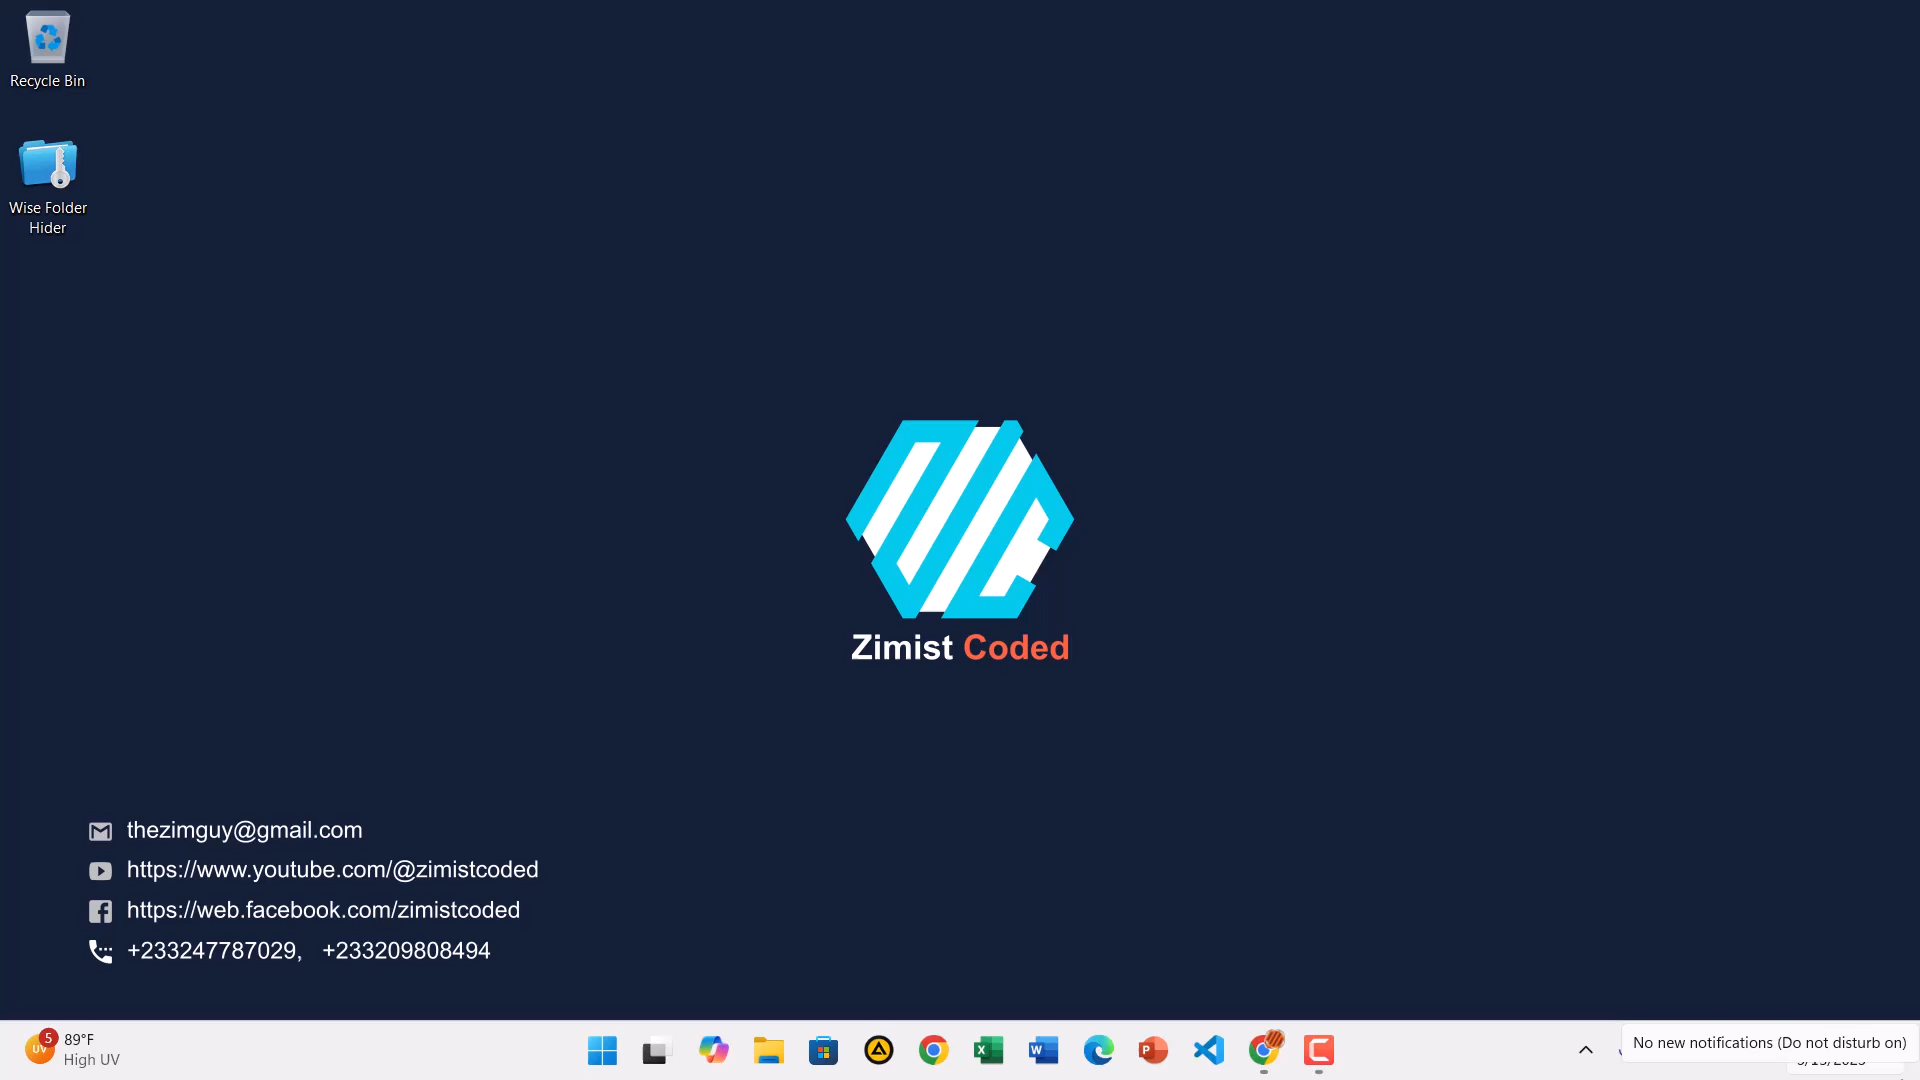 Recycle Bin
Wise Folder
Hider
Zimist Coded
thezimguy@gmail.com
https://www.youtube.com/@zimistcoded
https://web.facebook.com/zimistcoded
+233247787029, +233209808494
5
UV
89°F
High UV
No new notifications (Do not disturb on)